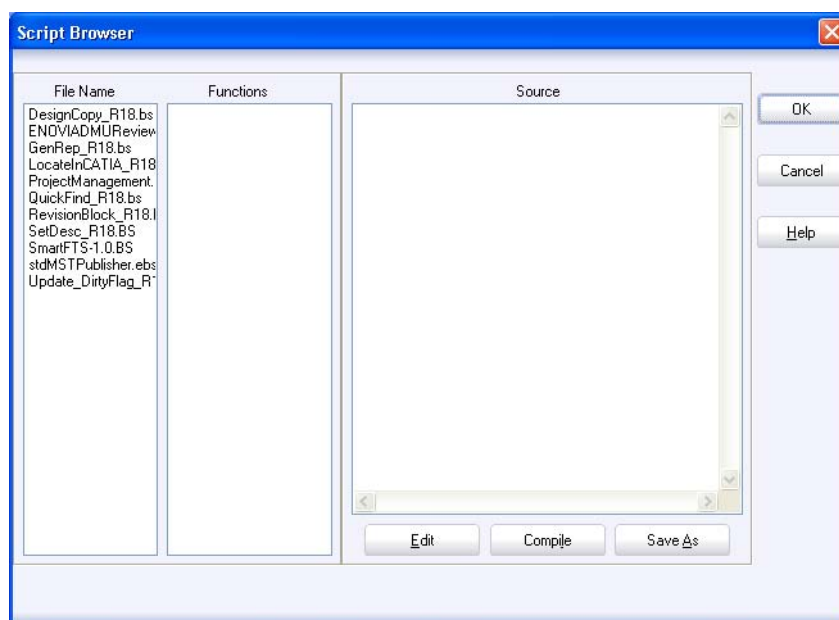 Script Browser
File Name
Functions
Source
DesignCopy_R18.bs
ENOVIADMUReview
GenRep_R18.bs
LocateInCATIA_R18
ProjectManagement.
QuickFind_R18.bs
RevisionBlock_R18.l
SetDesc_R18.BS
SmartFTS-1.0.BS
stdMSTPublisher.ebs
Update_DirtyFlag_R1
OK
Cancel
Help
Edit
Compile
Save As